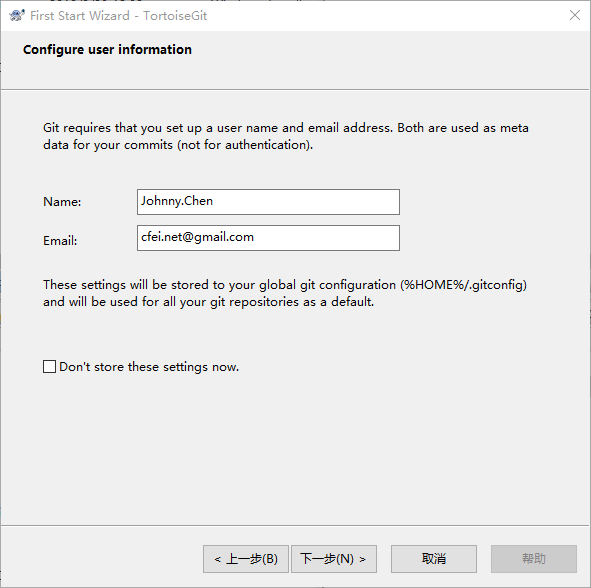 First Start Wizard - TortoiseGit
Configure user information
Git requires that you set up a user name and email address. Both are used as meta
data for your commits (not for authentication).
Name:
Johnny.Chen
Email:
cfei.net@gmail.com
These settings will be stored to your global git configuration (%HOME%/.gitconfig)
and will be used for all your git repositories as a default.
Don't store these settings now.
< 上一步(B) 下一步(N) > 取消 帮助